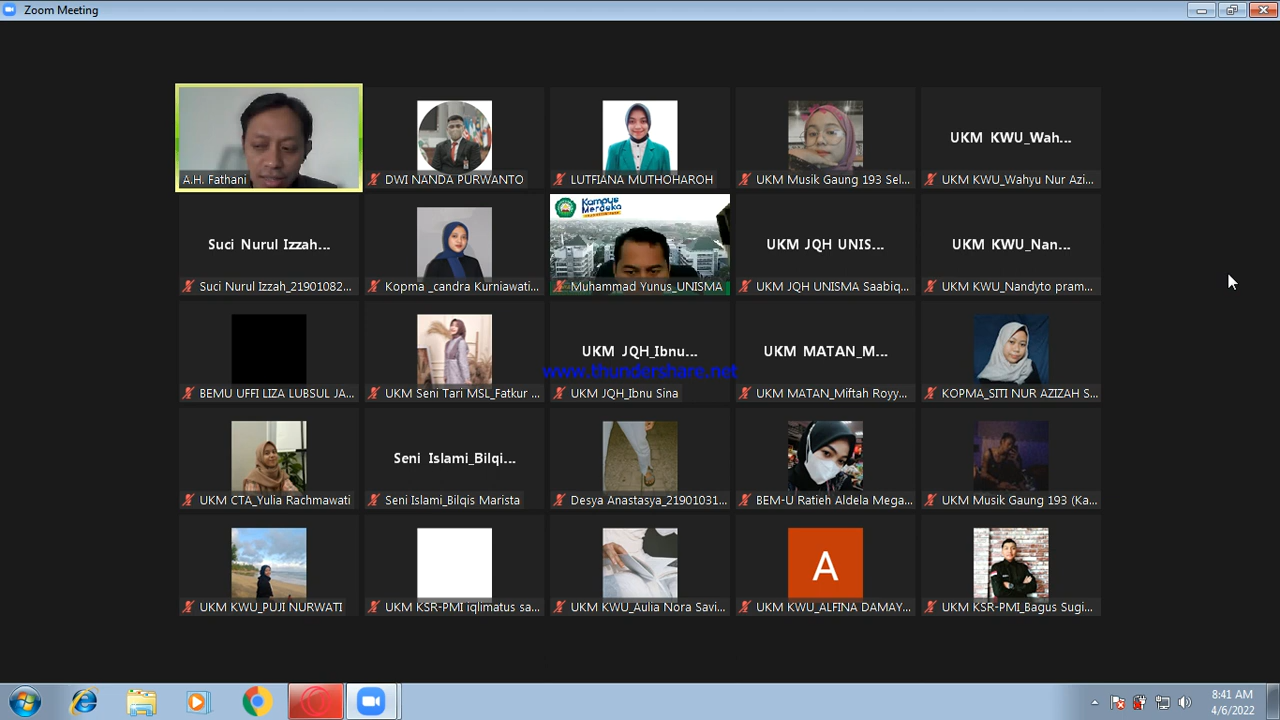 Zoom Meeting
A.H. Fathani
DWI NANDA PURWANTO
LUTFIANA MUTHOHAROH
UKM Musik Gaung 193 Sel...
UKM KWU_Wah...
UKM KWU_Wahyu Nur Azi...
Suci Nurul Izzah...
Suci Nurul Izzah_21901082...
Kopma _candra Kurniawati...
Kampus
Merdeka
Muhammad Yunus_UNISMA
UKM JQH UNIS...
UKM JQH UNISMA Saabiq...
UKM KWU_Nan...
UKM KWU_Nandyto pram...
BEMU UFFI LIZA LUBSUL JA...
UKM Seni Tari MSL_Fatkur ...
UKM JQH_Ibnu...
www.thundershare.net
UKM JQH_Ibnu Sina
UKM MATAN_M...
UKM MATAN_Miftah Royy...
KOPMA_SITI NUR AZIZAH S...
UKM CTA_Yulia Rachmawati
Seni Islami_Bilqi...
Seni Islami_Bilqis Marista
Desya Anastasya_21901031...
BEM-U Ratieh Aldela Mega...
UKM Musik Gaung 193 (Ka...
UKM KWU_PUJI NURWATI
UKM KSR-PMI iqlimatus sa...
UKM KWU_Aulia Nora Savi...
A
UKM KWU_ALFINA DAMAY...
UKM KSR-PMI_Bagus Sugi...
8:41 AM
4/6/2022